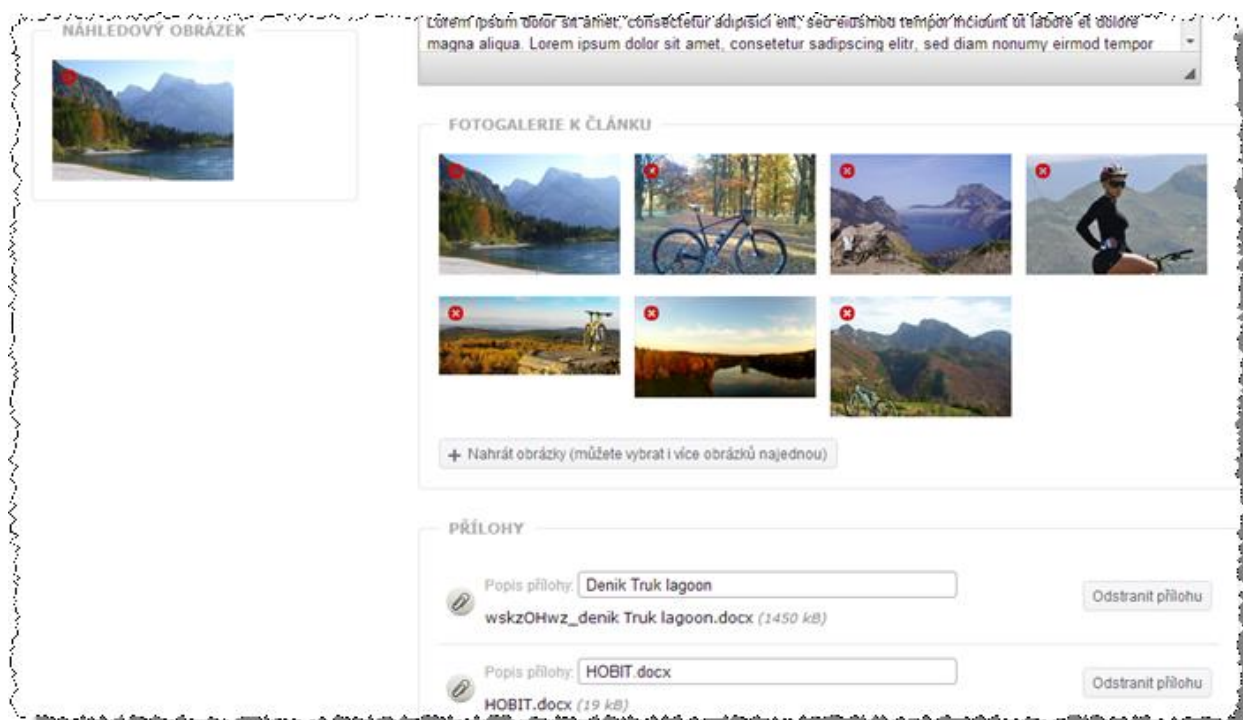 NÁHLEDOVÝ OBRÁZEK
Lorem ipsum dolor sit amet, consectetur adipisici elit, sed eiusmod tempor incidunt ut labore et dolore
magna aliqua. Lorem ipsum dolor sit amet, consetetur sadipscing elitr, sed diam nonumy eirmod tempor
FOTOGALERIE K ČLÁNKU
+ Nahrát obrázky (můžete vybrat i více obrázků najednou)
PŘÍLOHY
Popis přílohy: Denik Truk lagoon
wskzOHwz_denik Truk lagoon.docx (1450 kB)
Odstranit přílohu
Popis přílohy: HOBIT.docx
HOBIT.docx (19 kB)
Odstranit přílohu